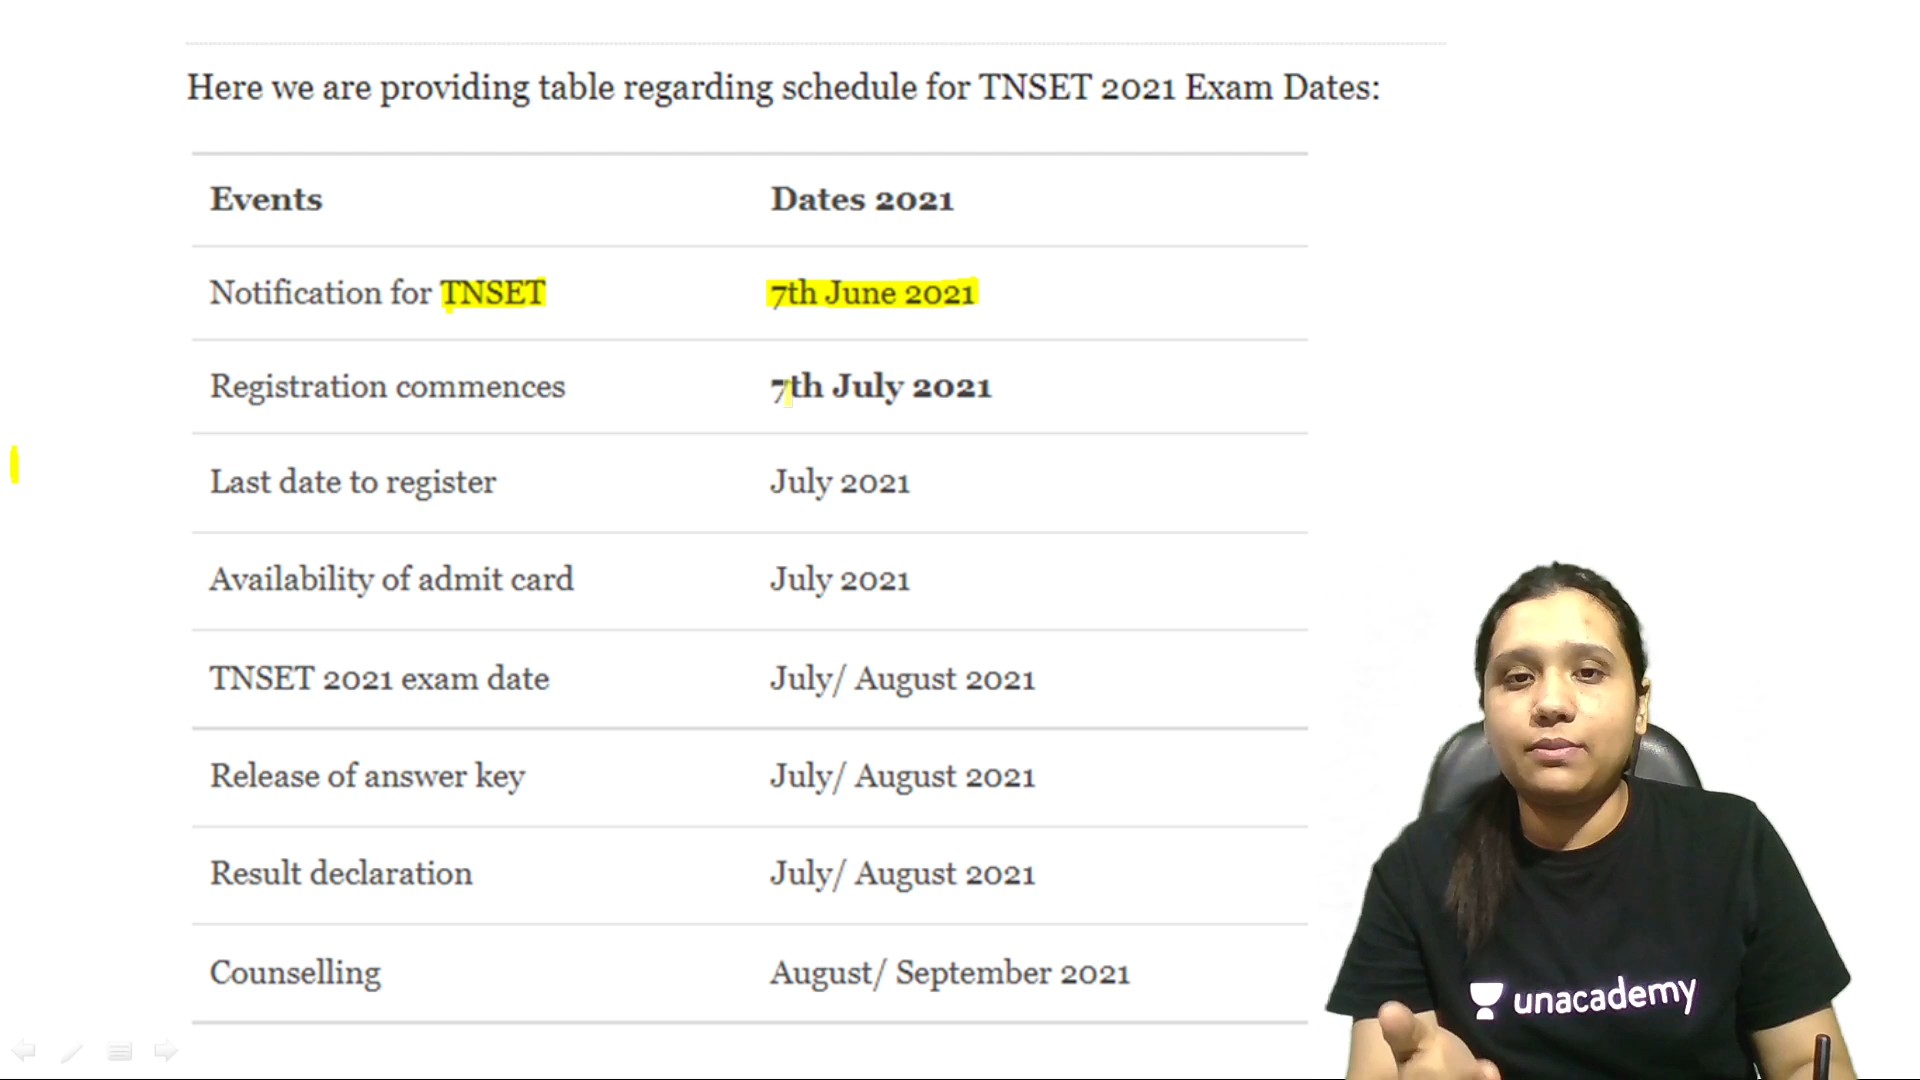 Here we are providing table regarding schedule for TNSET 2021 Exam Dates:
Events Dates 2021
Notification for TNSET 7th June 2021
Registration commences 7th July 2021
Last date to register July 2021
Availability of admit card July 2021
TNSET 2021 exam date July/ August 2021
Release of answer key July/ August 2021
Result declaration July/ August 2021
Counselling August/ September 2021
unacademy